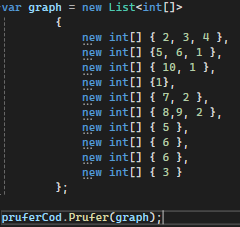 var graph = new List<int[]>
{
new int[] { 2, 3, 4 },
new int[] {5, 6, 1 },
new int[] { 10, 1 },
new int[] {1},
new int[] { 7, 2 },
new int[] { 8,9, 2 },
new int[] { 5 },
new int[] { 6 },
new int[] { 6 },
new int[] { 3 }
};
pruferCod.Prufer(graph);